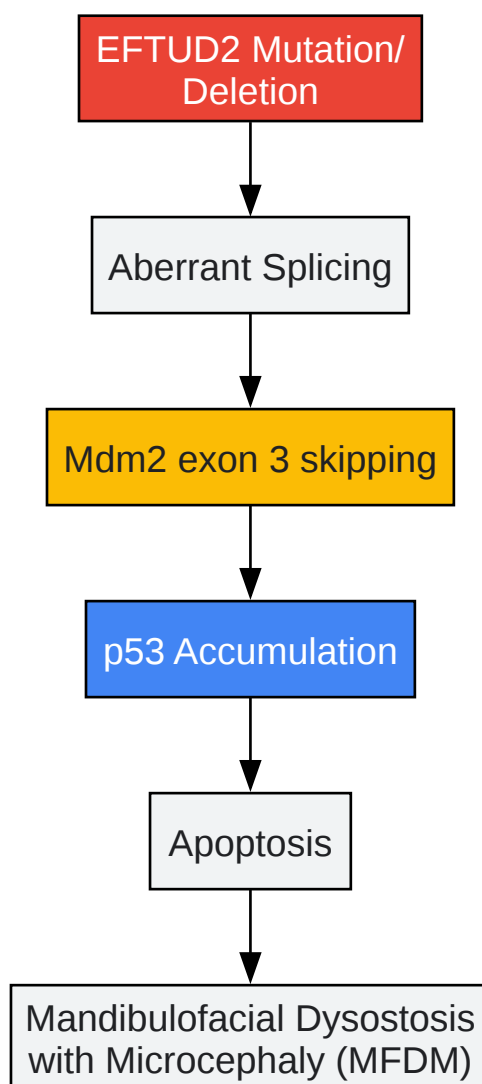 EFTUD2 Mutation/
Deletion
Aberrant Splicing
Mdm2 exon 3 skipping
p53 Accumulation
Apoptosis
Mandibulofacial Dysostosis
with Microcephaly (MFDM)